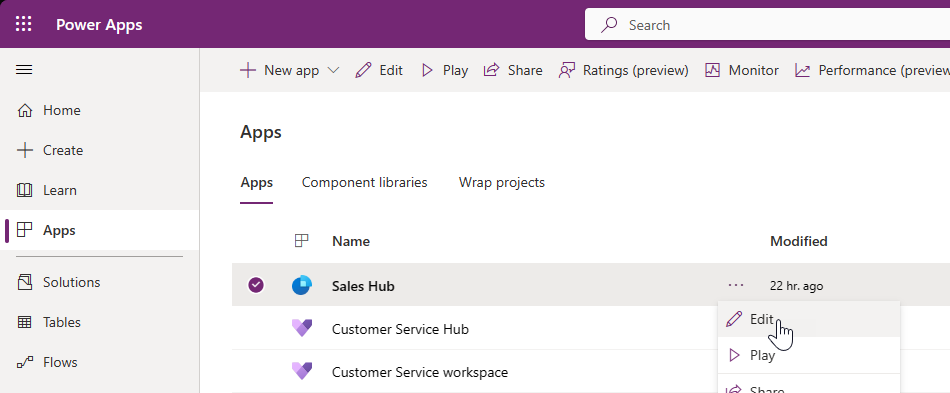 Power Apps
Search
New app
Edit
Play
Share
Ratings (preview)
Monitor
Performance (preview
Home
Create
Learn
Apps
Solutions
Tables
Flows
Apps
Apps
Component libraries
Wrap projects
Name
Modified
Sales Hub
22 hr. ago
Customer Service Hub
Customer Service workspace
Edit
Play
Share